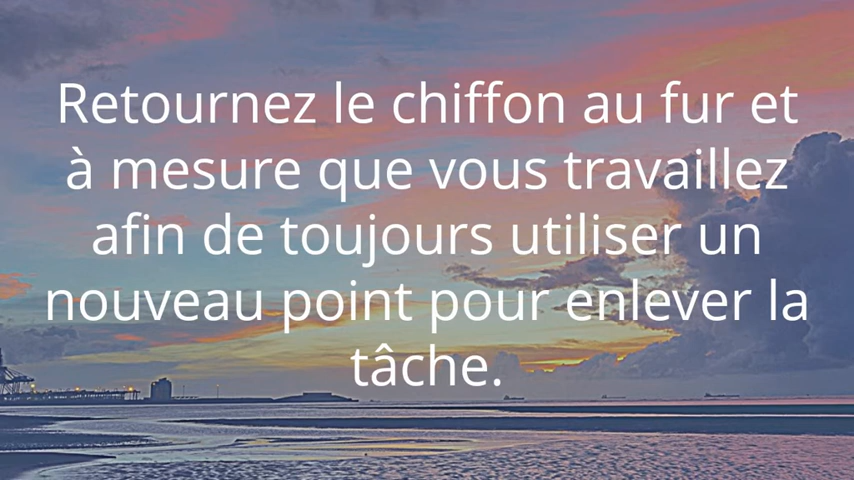 Retournez le chiffon au fur et
à mesure que vous travaillez
afin de toujours utiliser un
nouveau point pour enlever la
tâche.